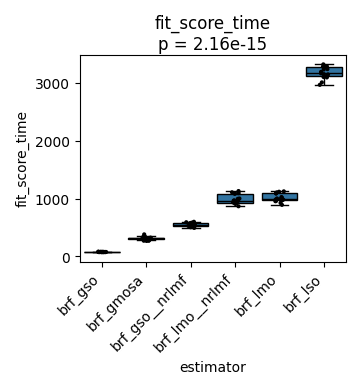 fit_score_time
p = 2.16e-15
fit_score_time
3000
2000
1000
0
brf_gso
brf_gmosa
brf_gso__nrlmf
brf_lmo__nrlmf
brf_lmo
brf_lso
estimator